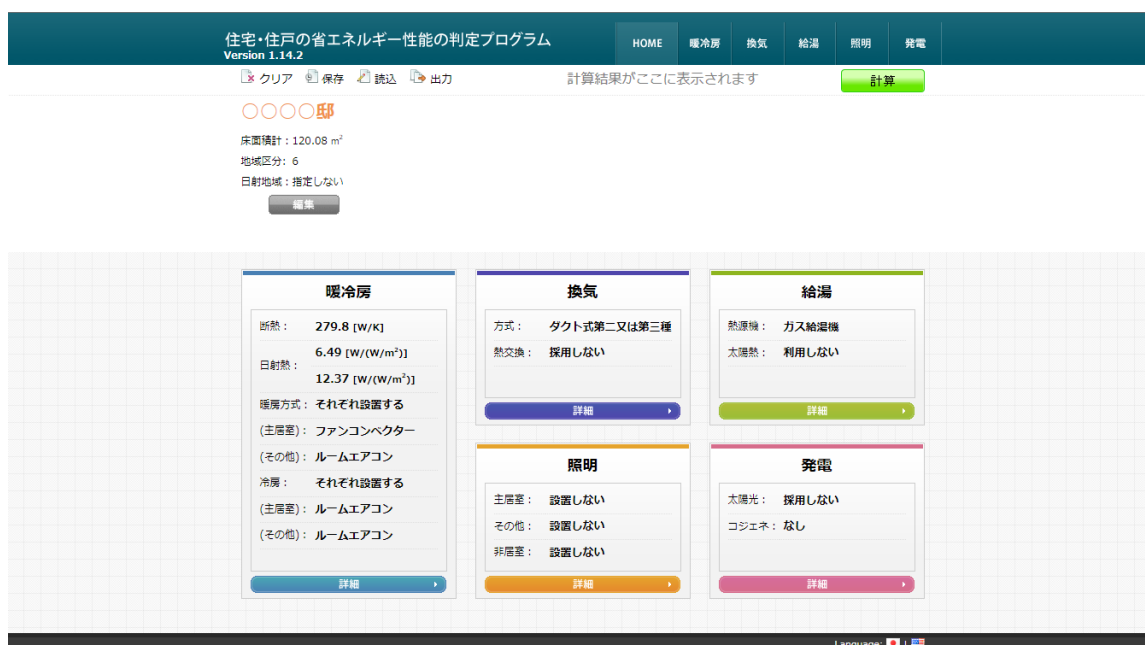 住宅・住戸の省エネルギー性能の判定プログラム
Version 1.14.2
HOME 暖冷房 換気 給湯 照明 発電
クリア 保存 読込 出力 計算結果がここに表示されます 計算
〇〇〇〇邸
床面積計：120.08 m²
地域区分：6
日射地域：指定しない
編集
暖冷房
断熱： 279.8 [W/K]
日射熱： 6.49 [W/(W/m²)]
12.37 [W/(W/m²)]
暖房方式： それぞれ設置する
(主居室)： ファンコンベクター
(その他)： ルームエアコン
冷房： それぞれ設置する
(主居室)： ルームエアコン
(その他)： ルームエアコン
詳細
換気
方式： ダクト式第二又は第三種
熱交換： 採用しない
詳細
給湯
熱源機： ガス給湯機
太陽熱： 利用しない
詳細
照明
主居室： 設置しない
その他： 設置しない
非居室： 設置しない
詳細
発電
太陽光： 採用しない
コジェネ： なし
詳細
Language: |